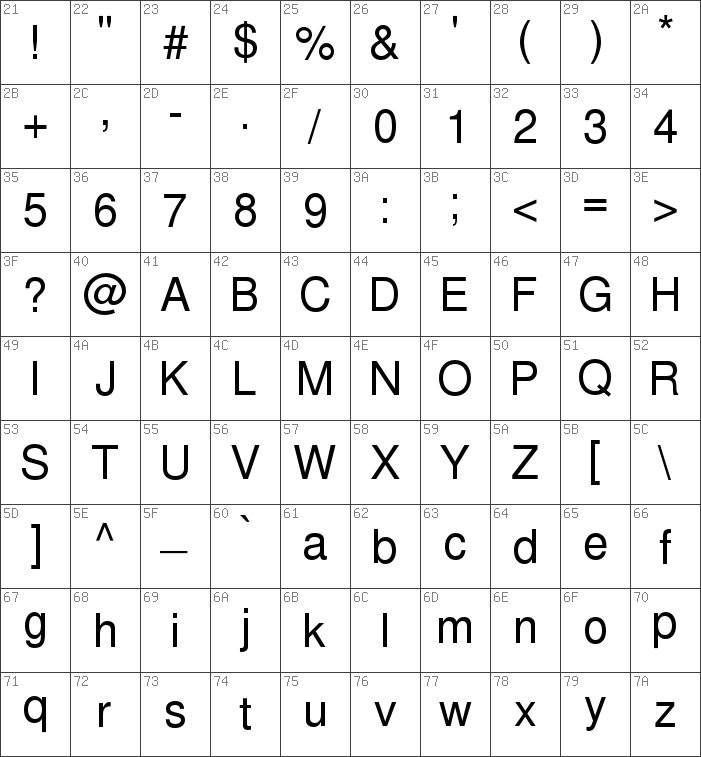 21 22 23 24 25 26 27 28 29 2A
! " # $ % & ' ( ) *
2B 2C 2D 2E 2F 30 31 32 33 34
+ , - . / 0 1 2 3 4
35 36 37 38 39 3A 3B 3C 3D 3E
5 6 7 8 9 : ; < = >
3F 40 41 42 43 44 45 46 47 48
? @ A B C D E F G H
49 4A 4B 4C 4D 4E 4F 50 51 52
I J K L M N O P Q R
53 54 55 56 57 58 59 5A 5B 5C
S T U V W X Y Z [ \
5D 5E 5F 60 61 62 63 64 65 66
] ^ _ ` a b c d e f
67 68 69 6A 6B 6C 6D 6E 6F 70
g h i j k l m n o p
71 72 73 74 75 76 77 78 79 7A
q r s t u v w x y z